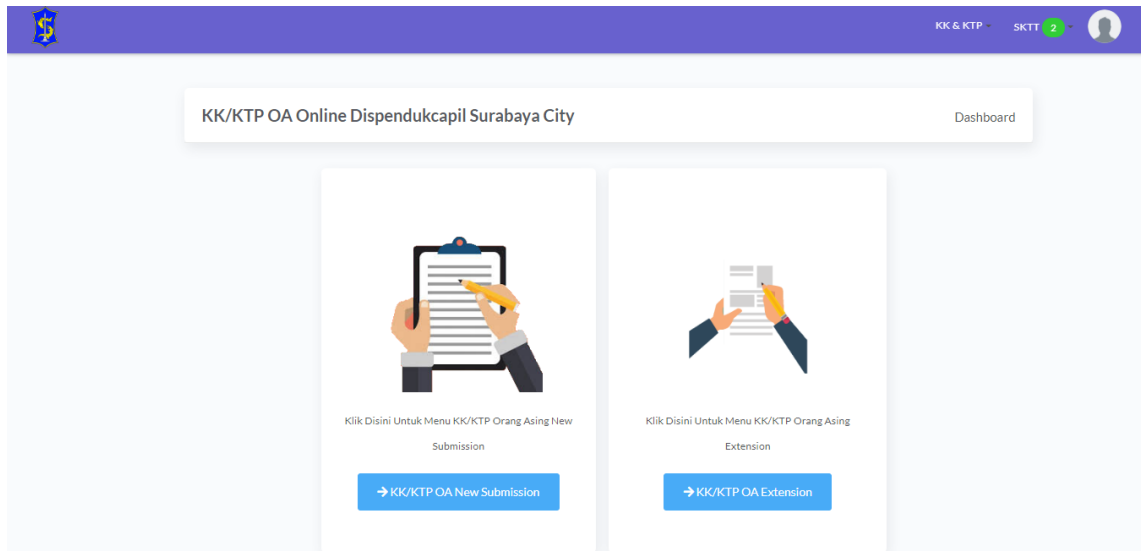 KK & KTP
SKTT 2
KK/KTP OA Online Dispendukcapil Surabaya City
Dashboard
Klik Disini Untuk Menu KK/KTP Orang Asing New
Submission
KK/KTP OA New Submission
Klik Disini Untuk Menu KK/KTP Orang Asing
Extension
KK/KTP OA Extension